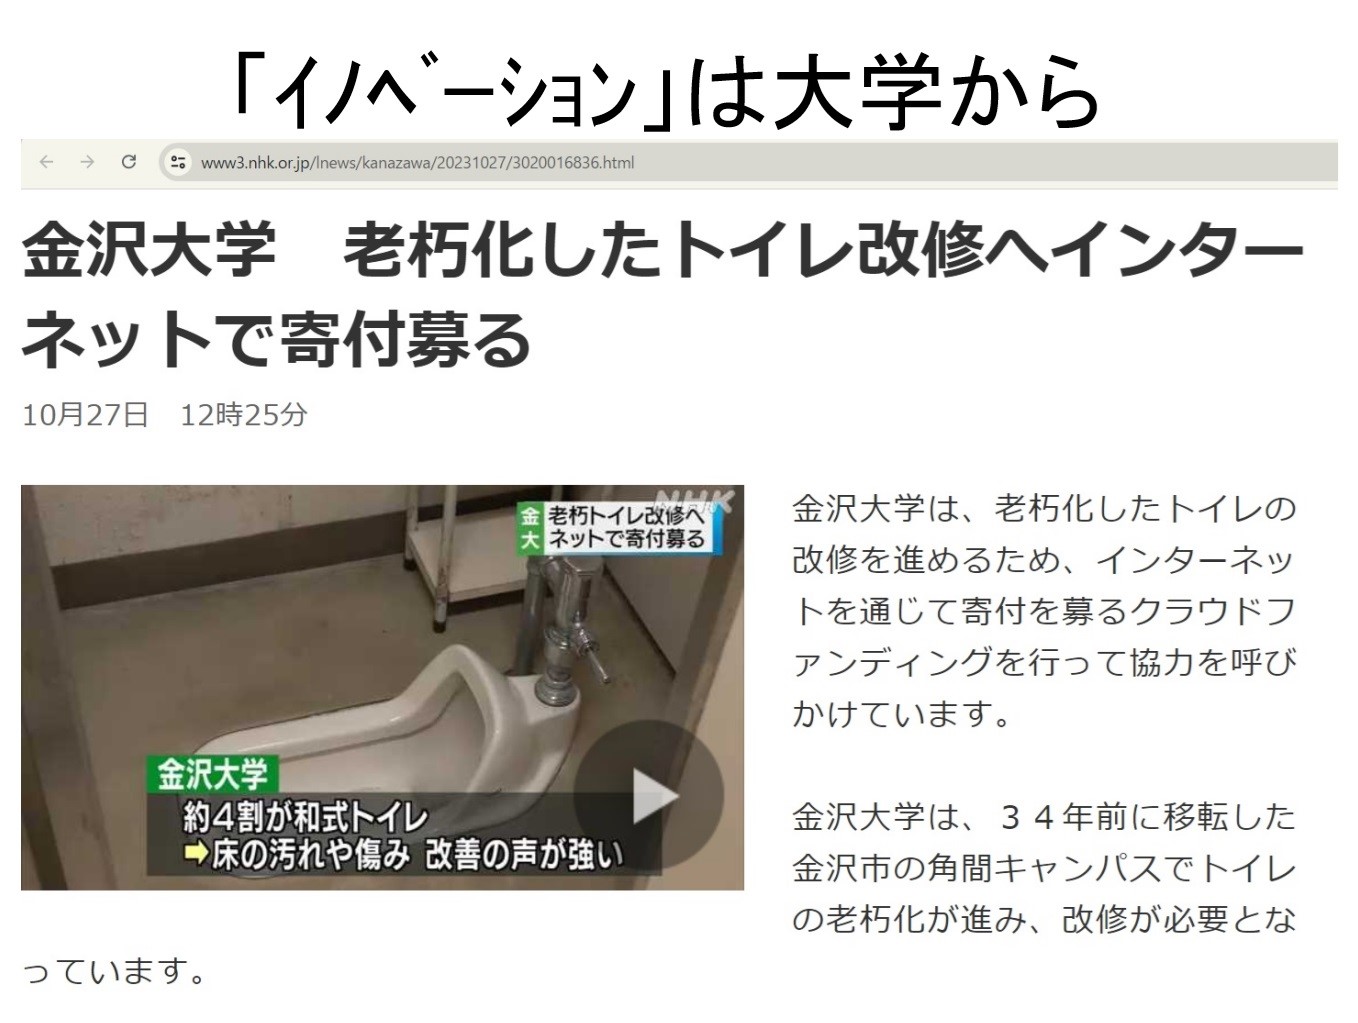 「ｲﾉﾍﾞｰｼｮﾝ」は大学から
www3.nhk.or.jp/lnews/kanazawa/20231027/3020016836.html
金沢大学　老朽化したトイレ改修へインター
ネットで寄付募る
10月27日　12時25分
NHK
金大
老朽トイレ改修へ
ネットで寄付募る
金沢大学
約4割が和式トイレ
➡床の汚れや傷み 改善の声が強い
金沢大学は、老朽化したトイレの
改修を進めるため、インターネッ
トを通じて寄付を募るクラウドフ
ァンディングを行って協力を呼び
かけています。
金沢大学は、３４年前に移転した
金沢市の角間キャンパスでトイレ
の老朽化が進み、改修が必要とな
っています。